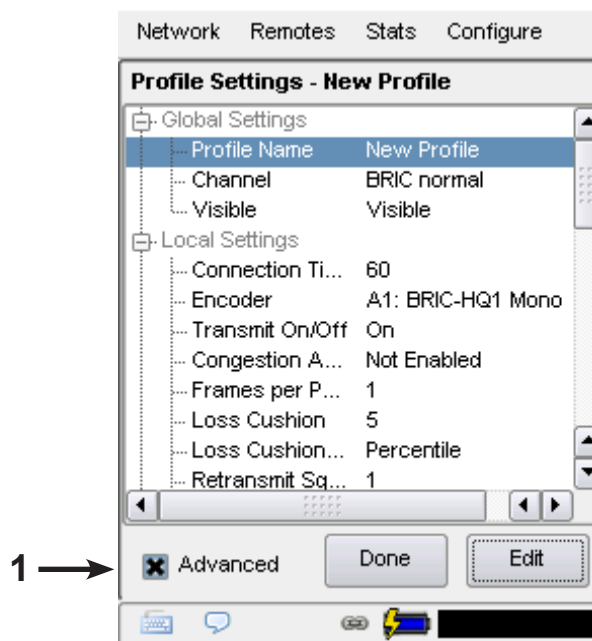 Network Remotes Stats Configure
Profile Settings - New Profile
Global Settings
Profile Name New Profile
Channel BRIC normal
Visible Visible
Local Settings
Connection Ti... 60
Encoder A1: BRIC-HQ1 Mono
Transmit On/Off On
Congestion A... Not Enabled
Frames per P... 1
Loss Cushion 5
Loss Cushion... Percentile
Retransmit Sq... 1
1 Advanced Done Edit